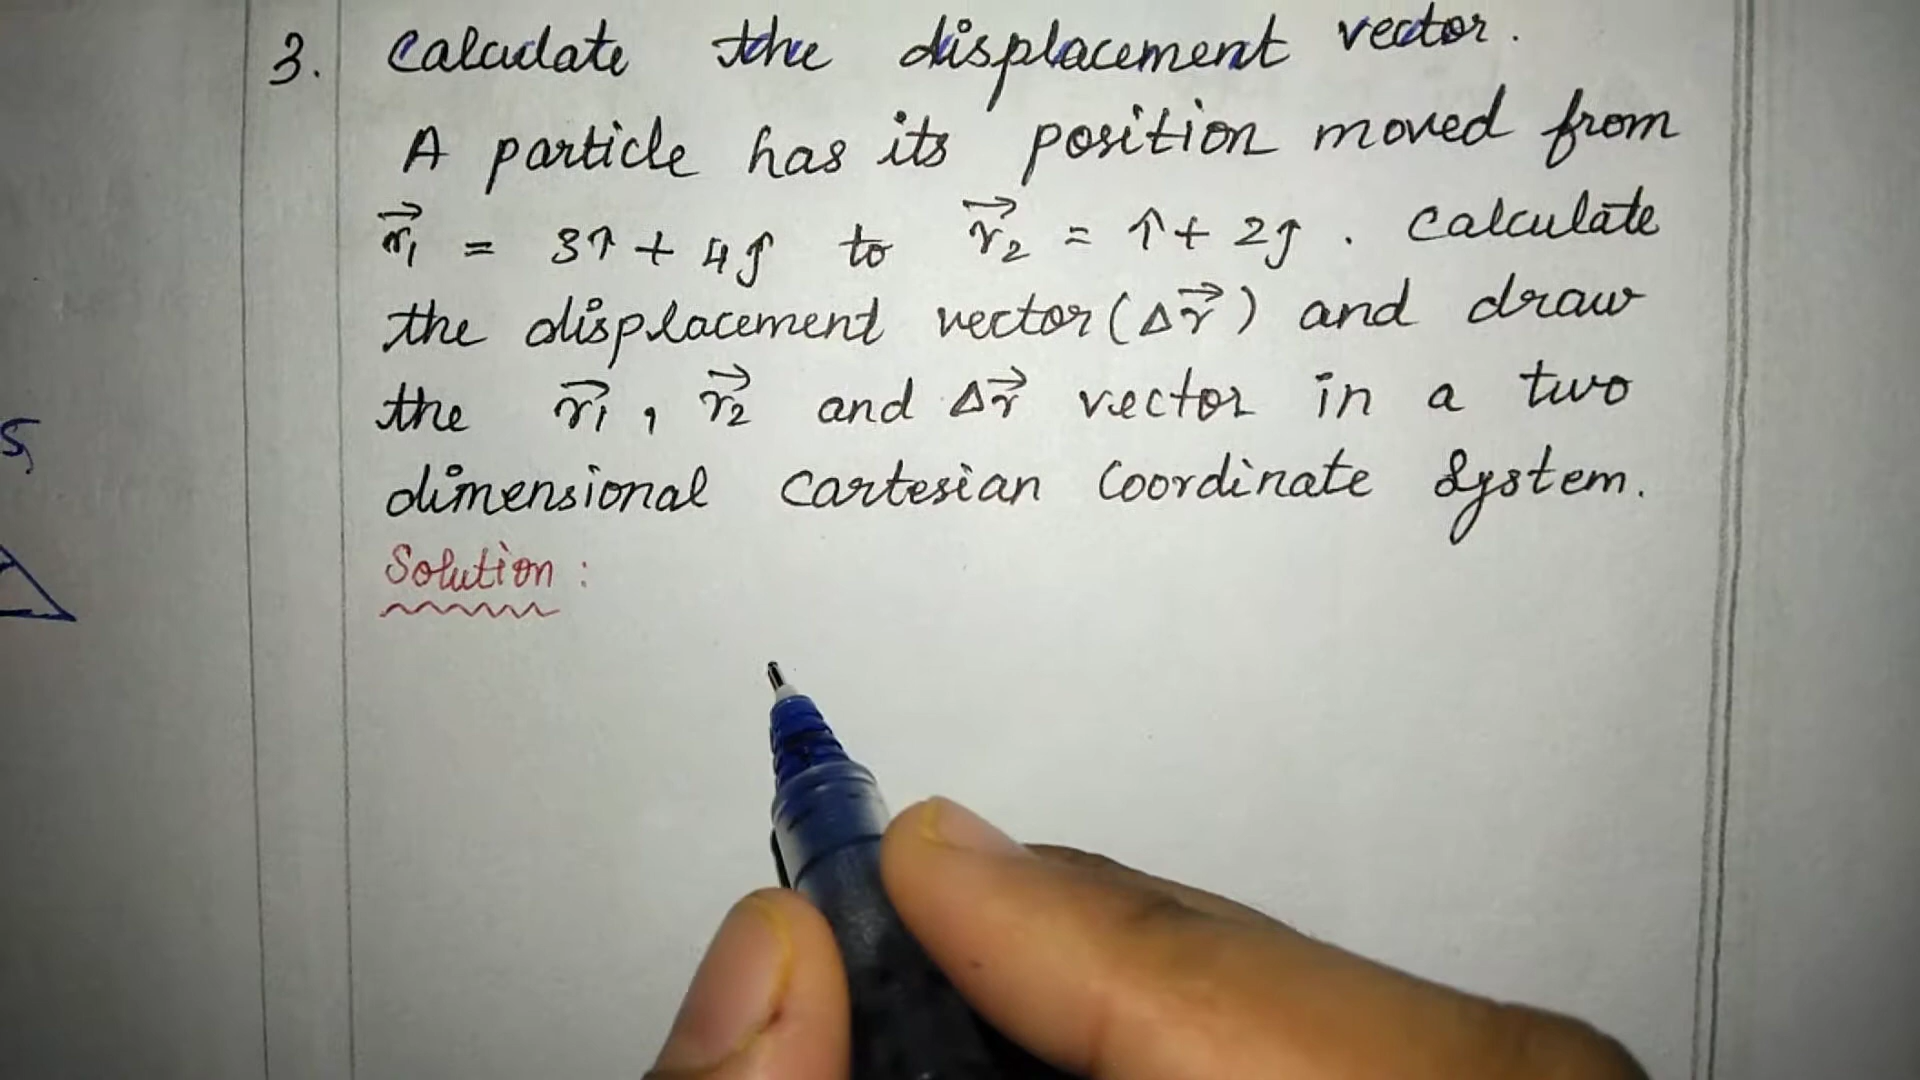 3. Calculate the displacement vector.
A particle has its position moved from
r⃗₁ = 3î + 4ĵ to r⃗₂ = î + 2ĵ . Calculate
the displacement vector (Δr⃗) and draw
the r⃗₁, r⃗₂ and Δr⃗ vector in a two
dimensional Cartesian Coordinate System.
Solution :
5